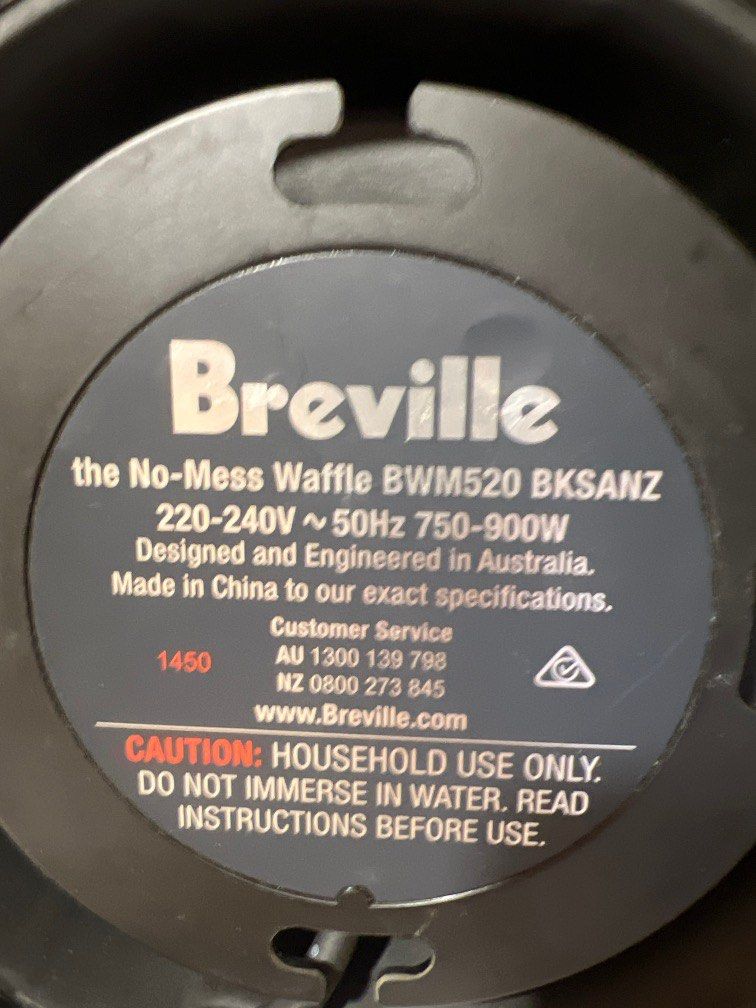 Breville
the No-Mess Waffle BWM520 BKSANZ
220-240V ~ 50Hz 750-900W
Designed and Engineered in Australia.
Made in China to our exact specifications.
Customer Service
1450 AU 1300 139 798
NZ 0800 273 845
www.Breville.com
CAUTION: HOUSEHOLD USE ONLY.
DO NOT IMMERSE IN WATER. READ
INSTRUCTIONS BEFORE USE.